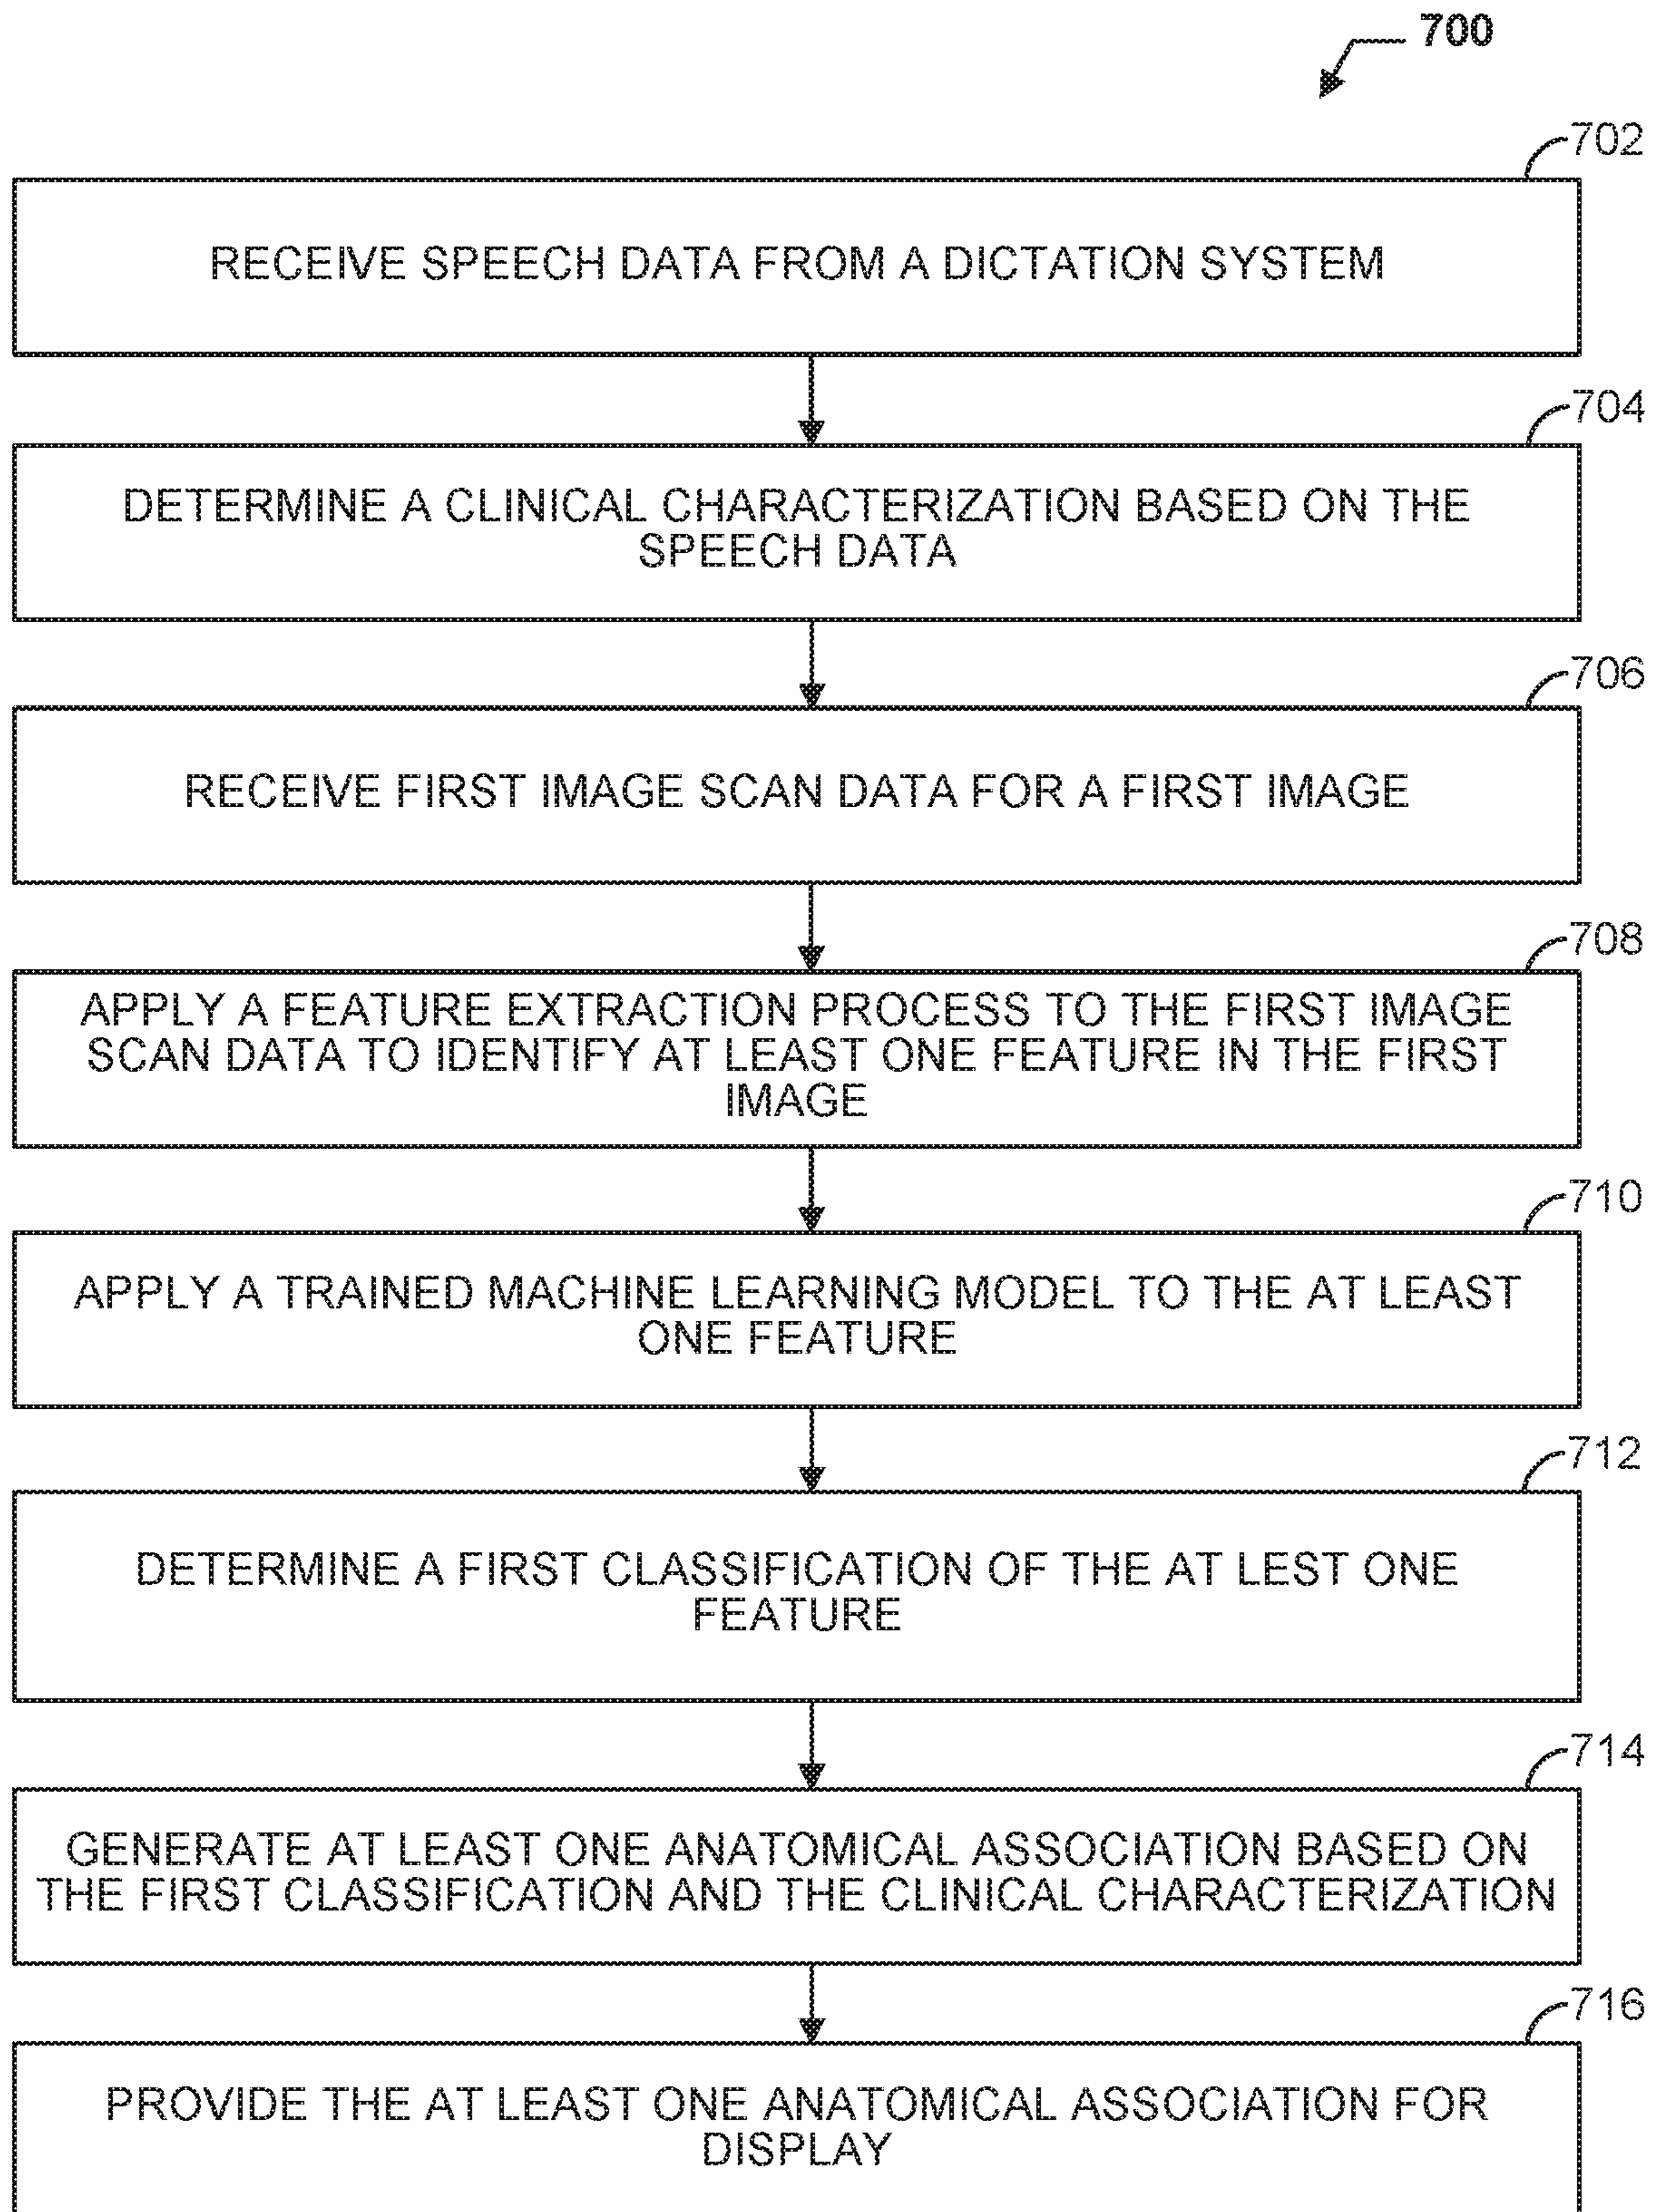 700
702
RECEIVE SPEECH DATA FROM A DICTATION SYSTEM
704
DETERMINE A CLINICAL CHARACTERIZATION BASED ON THE
SPEECH DATA
706
RECEIVE FIRST IMAGE SCAN DATA FOR A FIRST IMAGE
708
APPLY A FEATURE EXTRACTION PROCESS TO THE FIRST IMAGE
SCAN DATA TO IDENTIFY AT LEAST ONE FEATURE IN THE FIRST
IMAGE
710
APPLY A TRAINED MACHINE LEARNING MODEL TO THE AT LEAST
ONE FEATURE
712
DETERMINE A FIRST CLASSIFICATION OF THE AT LEST ONE
FEATURE
714
GENERATE AT LEAST ONE ANATOMICAL ASSOCIATION BASED ON
THE FIRST CLASSIFICATION AND THE CLINICAL CHARACTERIZATION
716
PROVIDE THE AT LEAST ONE ANATOMICAL ASSOCIATION FOR
DISPLAY